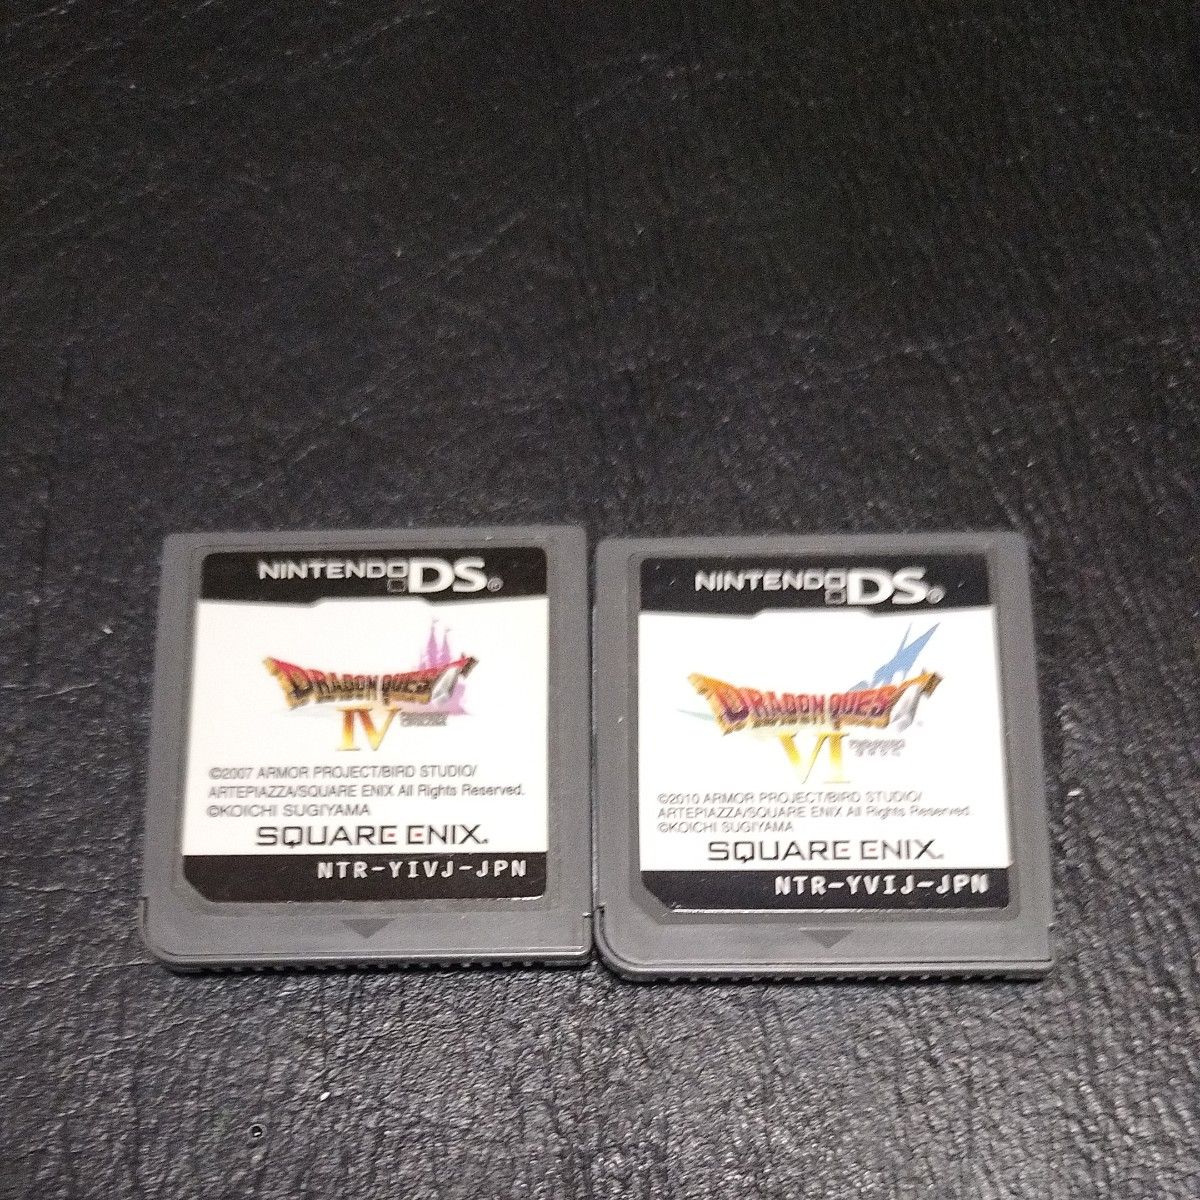 NINTENDO DS®
DRAGON QUEST
IV
©2007 ARMOR PROJECT/BIRD STUDIO/
ARTEPIAZZA/SQUARE ENIX All Rights Reserved.
©KOICHI SUGIYAMA
SQUARE ENIX.
NTR-YIVJ-JPN
NINTENDO DS®
DRAGON QUEST
VI
©2010 ARMOR PROJECT/BIRD STUDIO/
ARTEPIAZZA/SQUARE ENIX All Rights Reserved.
©KOICHI SUGIYAMA
SQUARE ENIX.
NTR-YVIJ-JPN